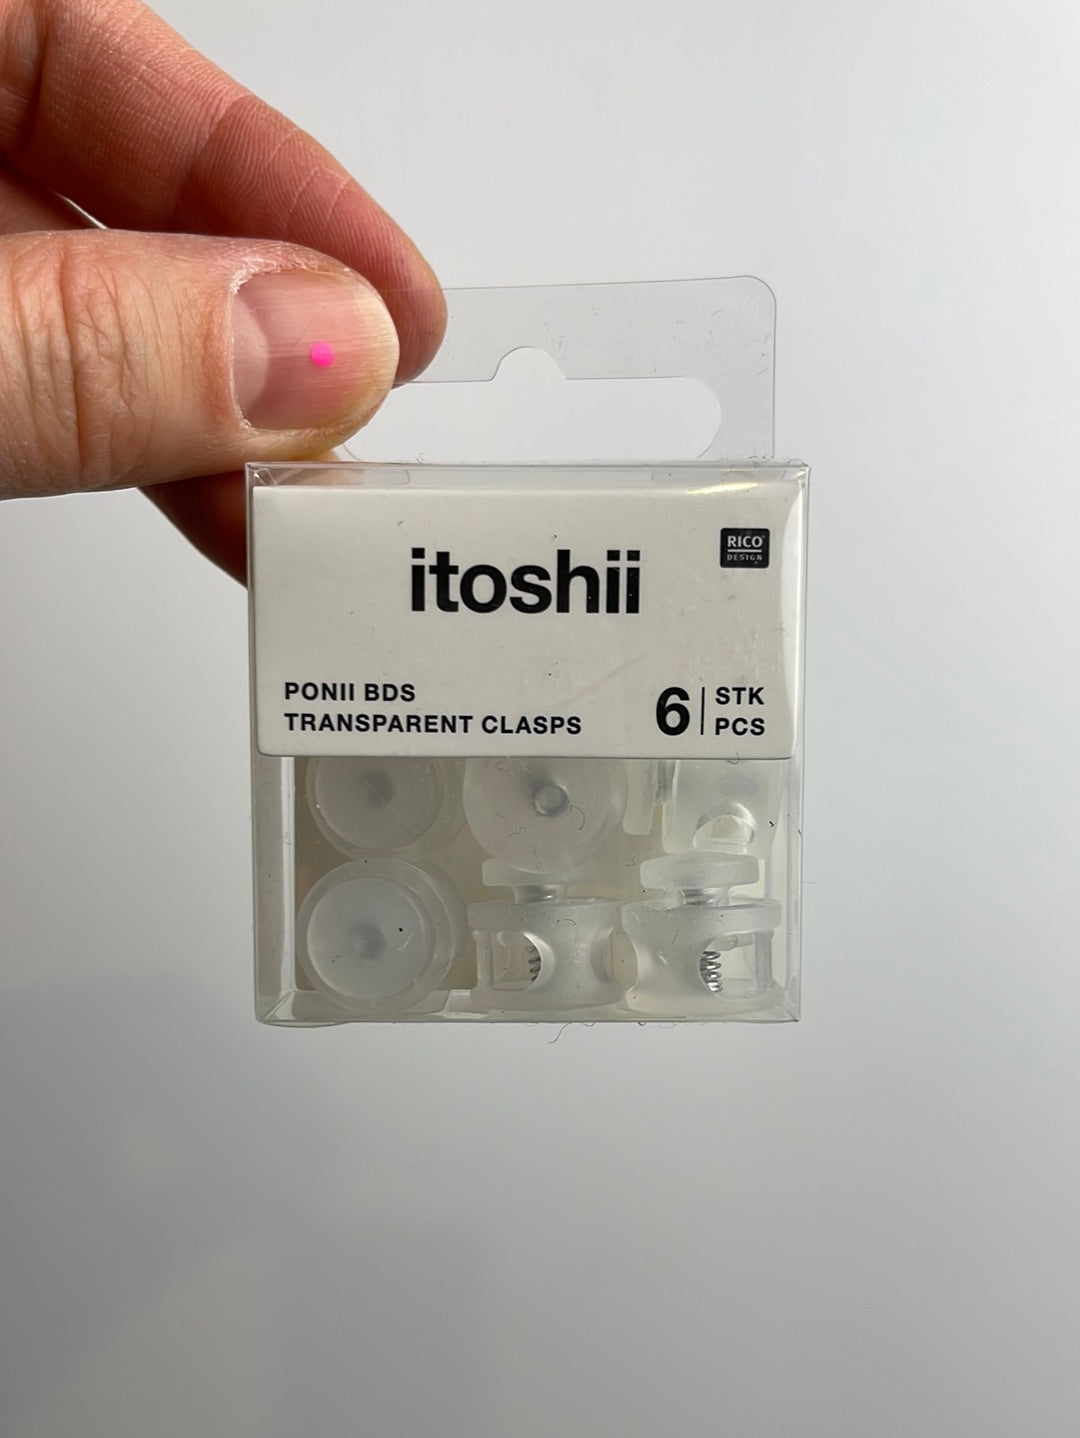 itoshii
RICO
DESIGN
PONII BDS
TRANSPARENT CLASPS
6
STK
PCS